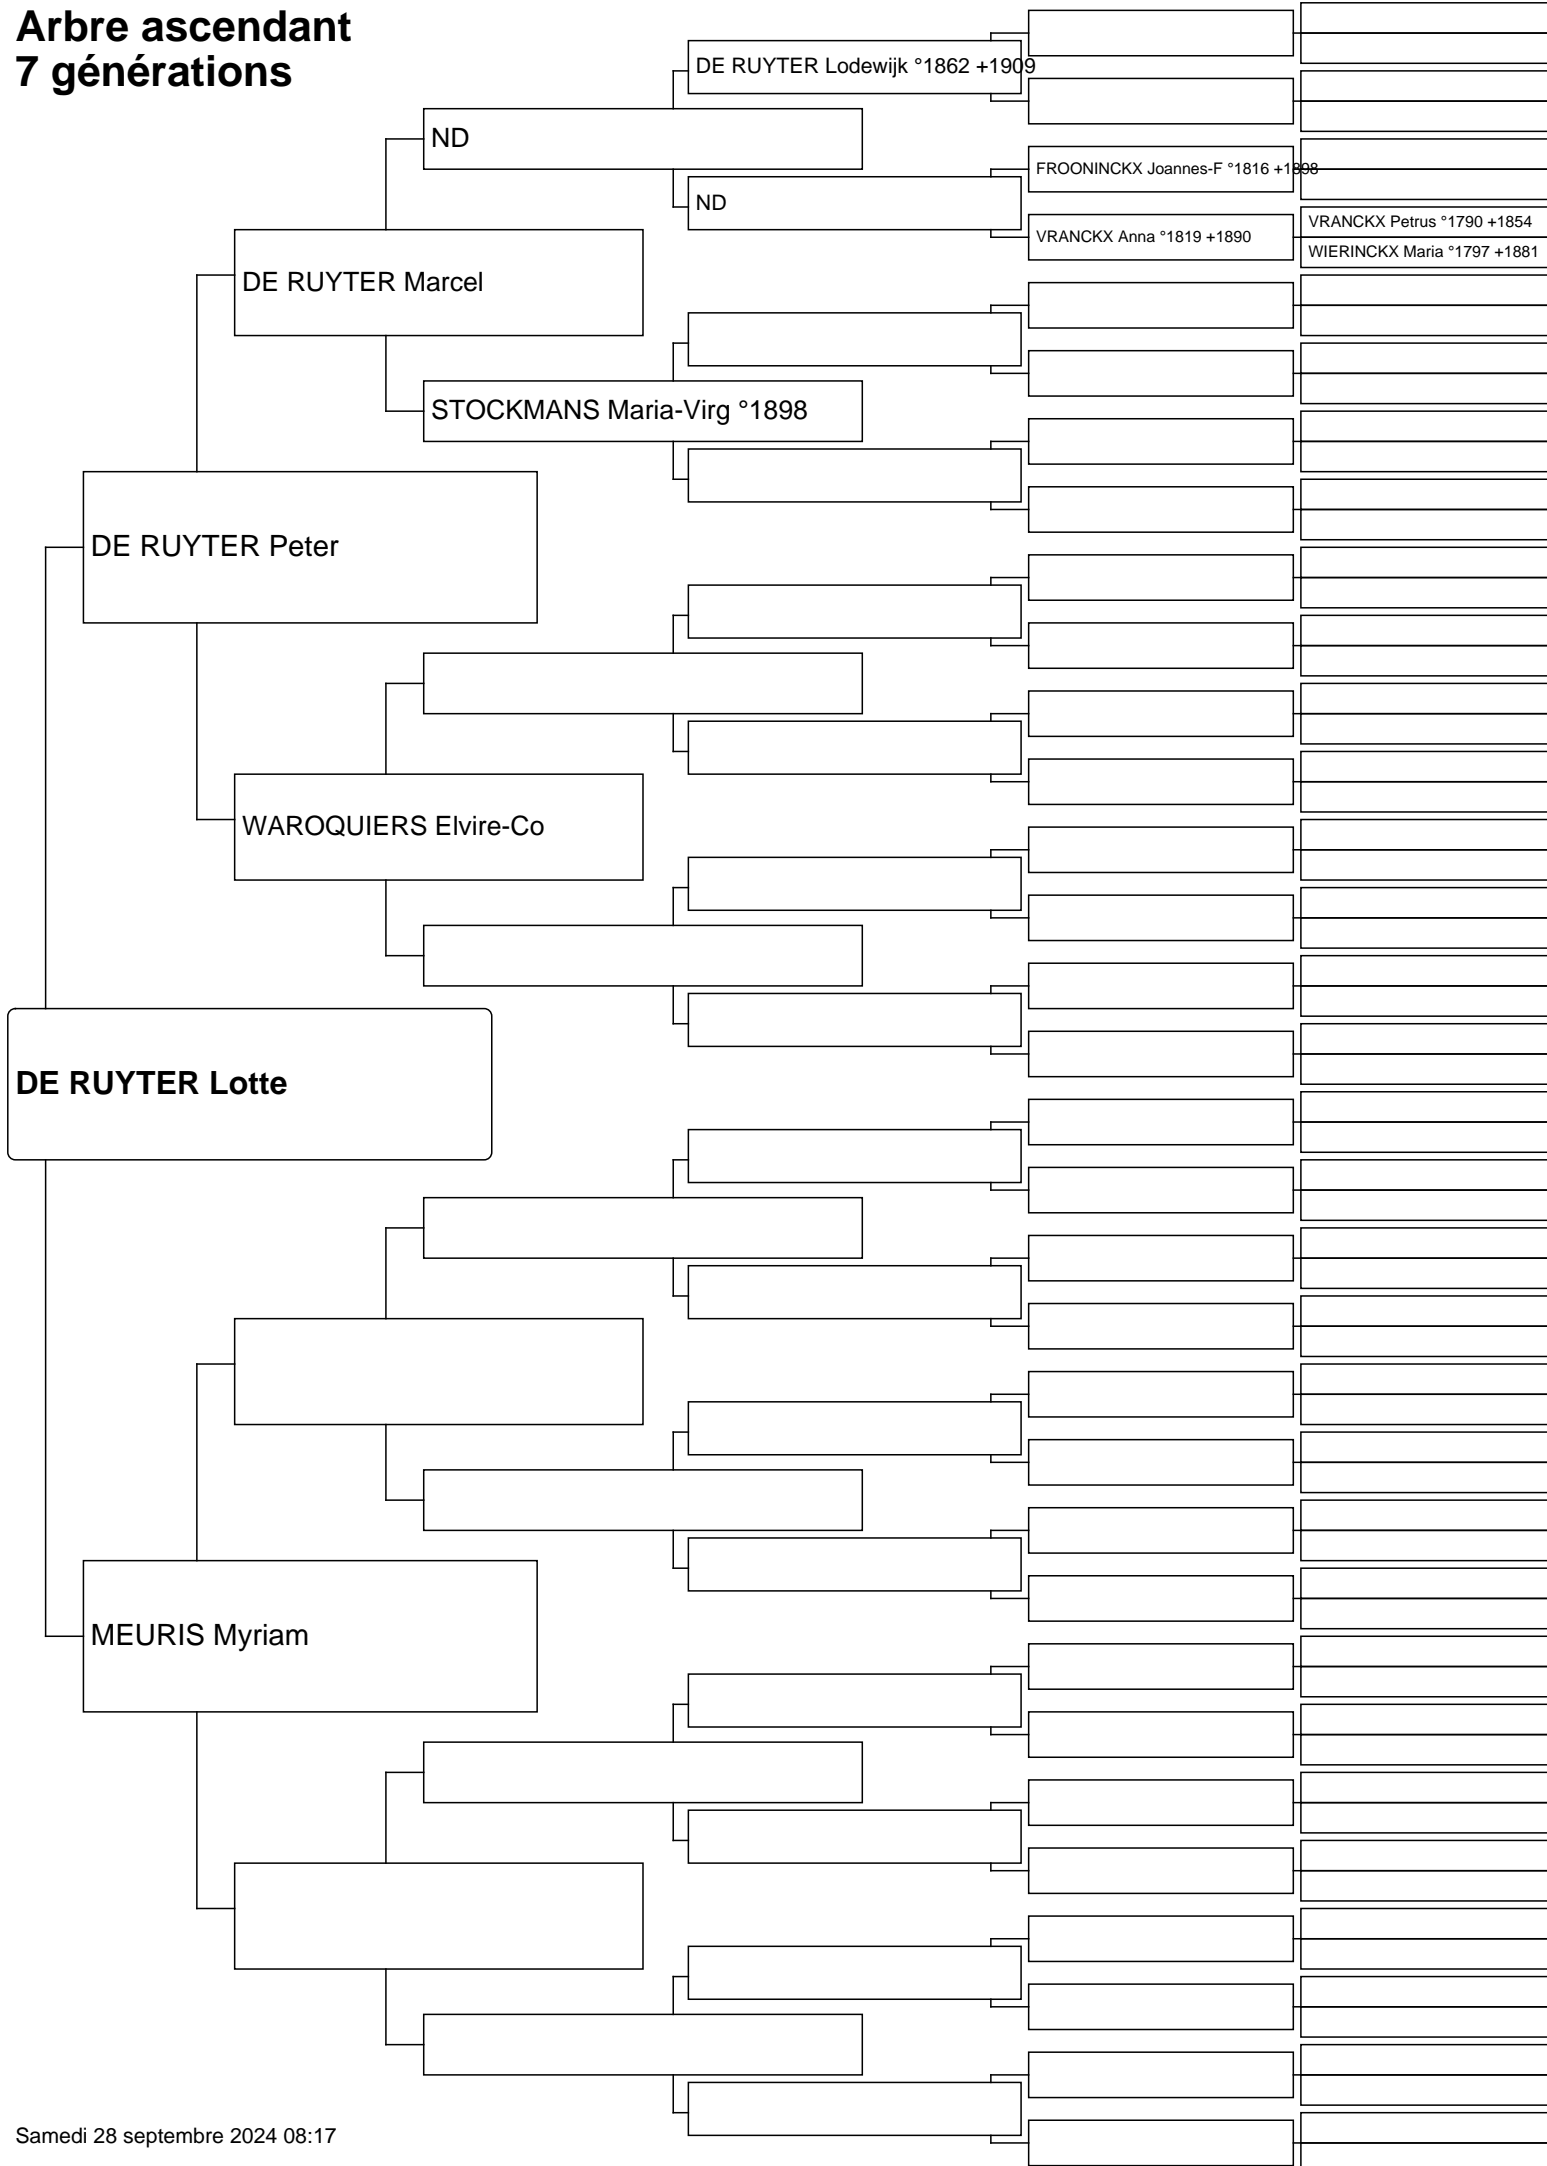 Arbre ascendant
7 générations
DE RUYTER Lodewijk °1862 +1909
ND
FROONINCKX Joannes-F °1816 +1898
ND
VRANCKX Petrus °1790 +1854
VRANCKX Anna °1819 +1890
WIERINCKX Maria °1797 +1881
DE RUYTER Marcel
STOCKMANS Maria-Virg °1898
DE RUYTER Peter
WAROQUIERS Elvire-Co
DE RUYTER Lotte
MEURIS Myriam
Samedi 28 septembre 2024 08:17